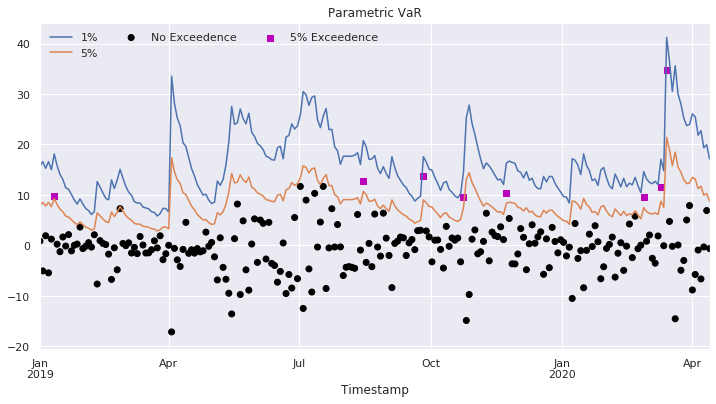 Parametric VaR
1% No Exceedence 5% Exceedence
5%
40
30
20
10
0
−10
−20
Jan Apr Jul Oct Jan Apr
2019 2020
Timestamp